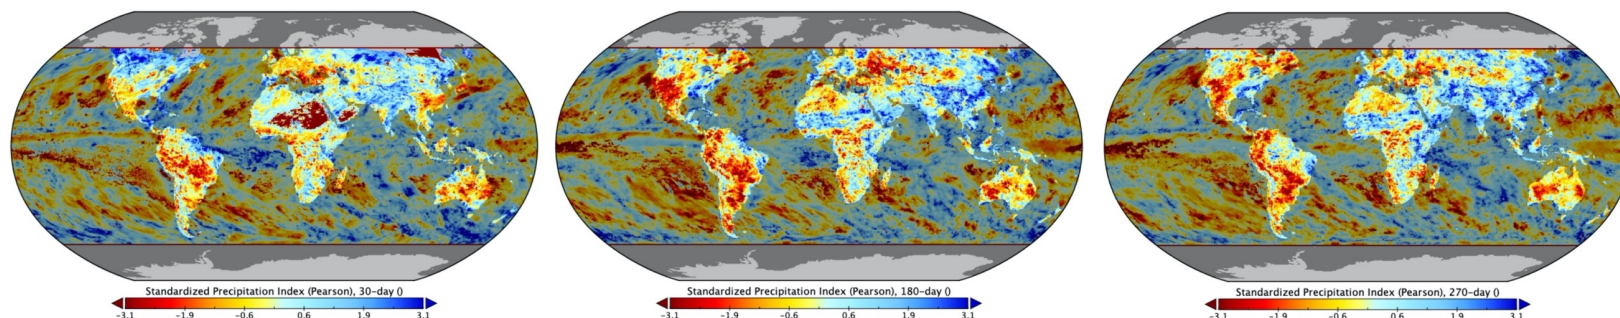 Standardized Precipitation Index (Pearson), 30-day ()
−3.1 −1.9 −0.6 0.6 1.9 3.1
Standardized Precipitation Index (Pearson), 180-day ()
−3.1 −1.9 −0.6 0.6 1.9 3.1
Standardized Precipitation Index (Pearson), 270-day ()
−3.1 −1.9 −0.6 0.6 1.9 3.1